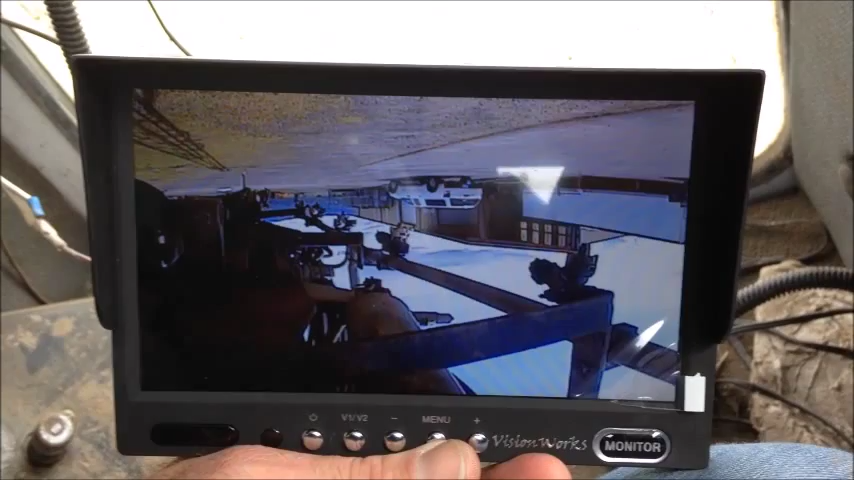 V1/V2
−
MENU
+
VisionWorks
MONITOR